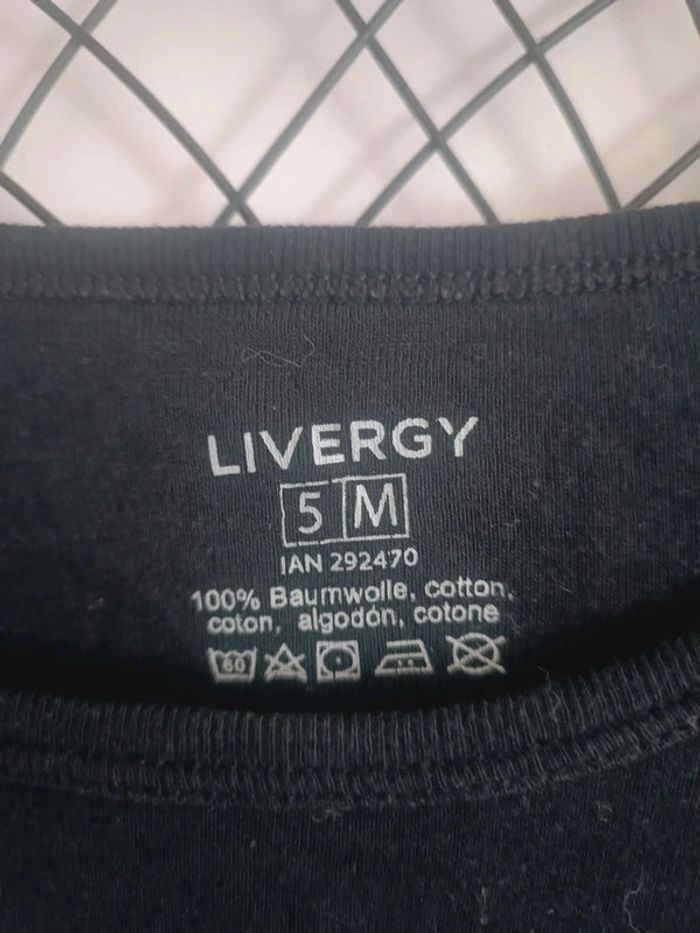 LIVERGY
5 M
IAN 292470
100% Baumwolle, cotton,
coton, algodón, cotone
60